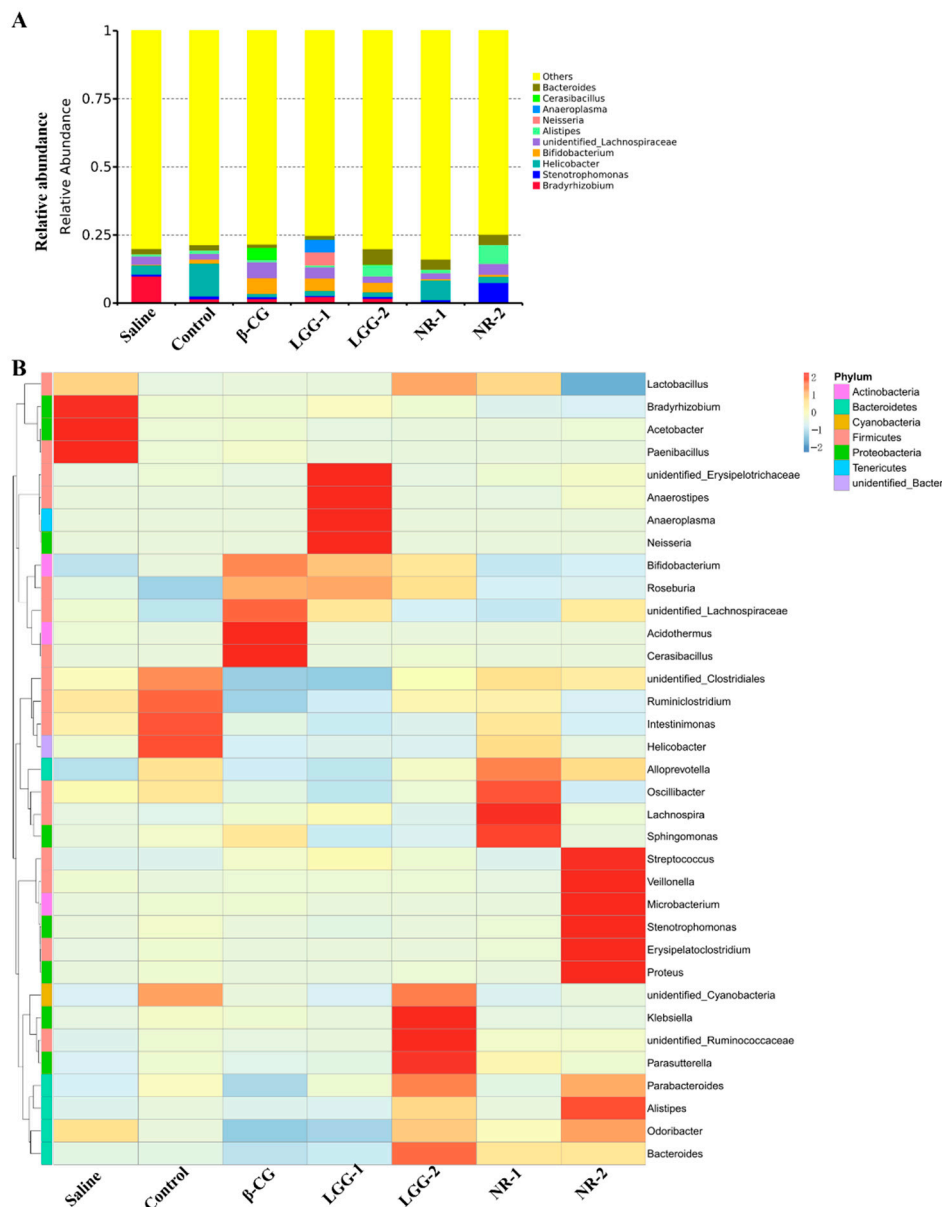 A
Relative abundance
Relative Abundance
1
0.75
0.5
0.25
0
Others
Bacteroides
Cerasibacillus
Anaeroplasma
Neisseria
Alistipes
unidentified_Lachnospiraceae
Bifidobacterium
Helicobacter
Stenotrophomonas
Bradyrhizobium
Saline
Control
β-CG
LGG-1
LGG-2
NR-1
NR-2
B
Lactobacillus
Bradyrhizobium
Acetobacter
Paenibacillus
unidentified_Erysipelotrichaceae
Anaerostipes
Anaeroplasma
Neisseria
Bifidobacterium
Roseburia
unidentified_Lachnospiraceae
Acidothermus
Cerasibacillus
unidentified_Clostridiales
Ruminiclostridium
Intestinimonas
Helicobacter
Alloprevotella
Oscillibacter
Lachnospira
Sphingomonas
Streptococcus
Veillonella
Microbacterium
Stenotrophomonas
Erysipelatoclostridium
Proteus
unidentified_Cyanobacteria
Klebsiella
unidentified_Ruminococcaceae
Parasutterella
Parabacteroides
Alistipes
Odoribacter
Bacteroides
2
1
0
−1
−2
Phylum
Actinobacteria
Bacteroidetes
Cyanobacteria
Firmicutes
Proteobacteria
Tenericutes
unidentified_Bacter
Saline
Control
β-CG
LGG-1
LGG-2
NR-1
NR-2